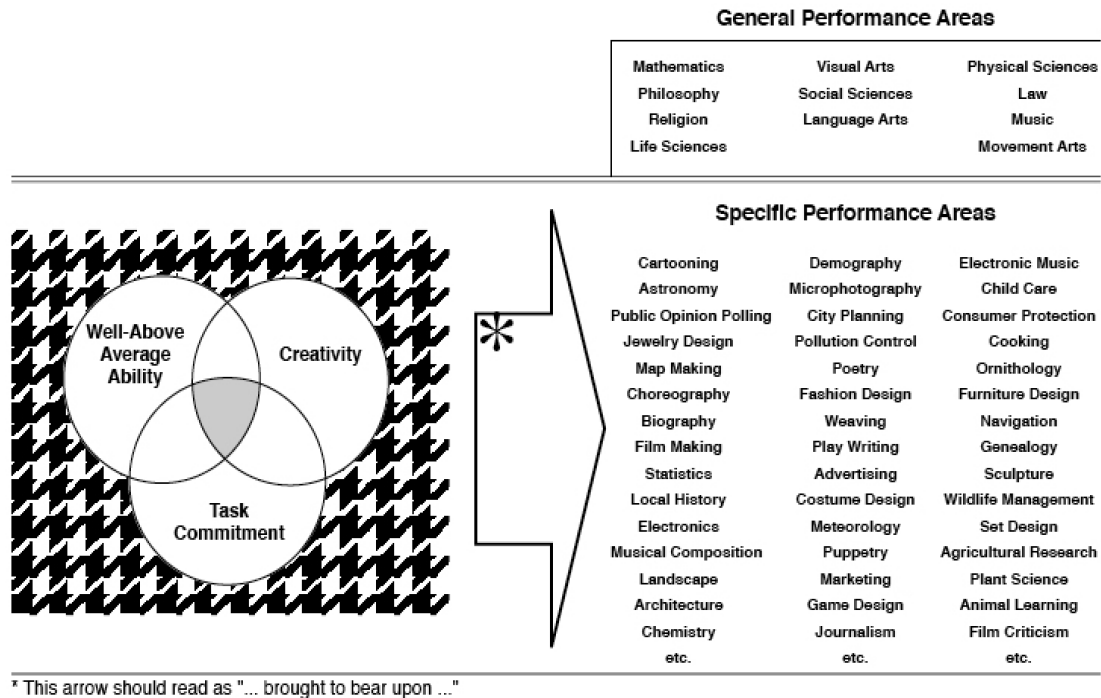 General Performance Areas
Mathematics Visual Arts Physical Sciences
Philosophy Social Sciences Law
Religion Language Arts Music
Life Sciences Movement Arts
Specific Performance Areas
Cartooning Demography Electronic Music
Astronomy Microphotography Child Care
Public Opinion Polling City Planning Consumer Protection
Jewelry Design Pollution Control Cooking
Map Making Poetry Ornithology
Choreography Fashion Design Furniture Design
Biography Weaving Navigation
Film Making Play Writing Genealogy
Statistics Advertising Sculpture
Local History Costume Design Wildlife Management
Electronics Meteorology Set Design
Musical Composition Puppetry Agricultural Research
Landscape Marketing Plant Science
Architecture Game Design Animal Learning
Chemistry Journalism Film Criticism
etc. etc. etc.
Well-Above
Average
Ability
Creativity
Task
Commitment
*
* This arrow should read as "... brought to bear upon ..."